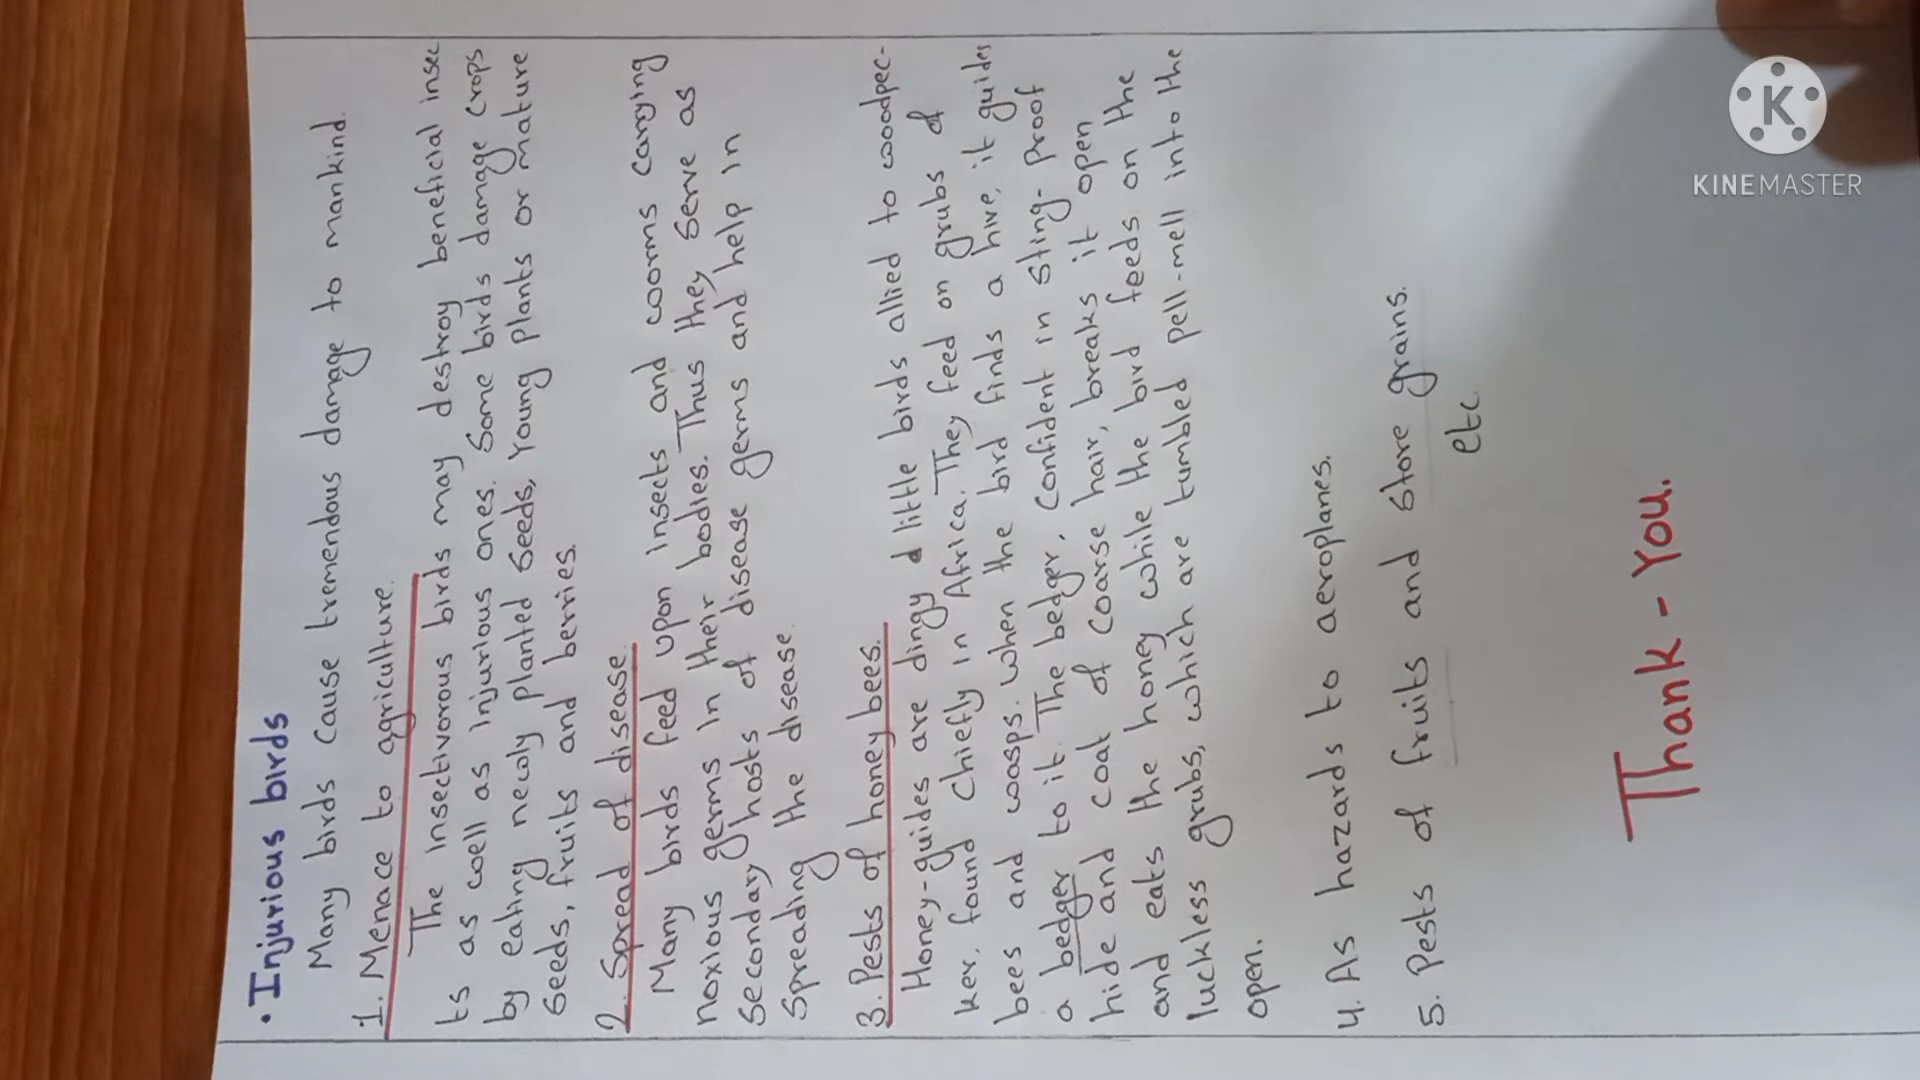 • Injurious birds
Many birds cause tremendous damage to mankind.
1. Menace to agriculture.
The insectivorous birds may destroy beneficial insec
ts as well as injurious ones. Some birds damage crops
by eating newly planted seeds, Young plants or mature
seeds, fruits and berries.
2. Spread of disease.
Many birds feed upon insects and worms carrying
noxious germs in their bodies. Thus they serve as
secondary hosts of disease germs and help in
spreading the disease.
3. Pests of honey bees.
Honey-guides are dingy d little birds allied to woodpec-
ker, found chiefly in Africa. They feed on grubs of
bees and wasps. When the bird finds a hive, it guides
a bedger to it. The bedger, confident in sting-proof
hide and coat of coarse hair, breaks it open
and eats the honey while the bird feeds on the
luckless grubs, which are tumbled pell-mell into the
open.
4. As hazards to aeroplanes.
5. Pests of fruits and store grains.
etc.
Thank-You.
K
KINEMASTER